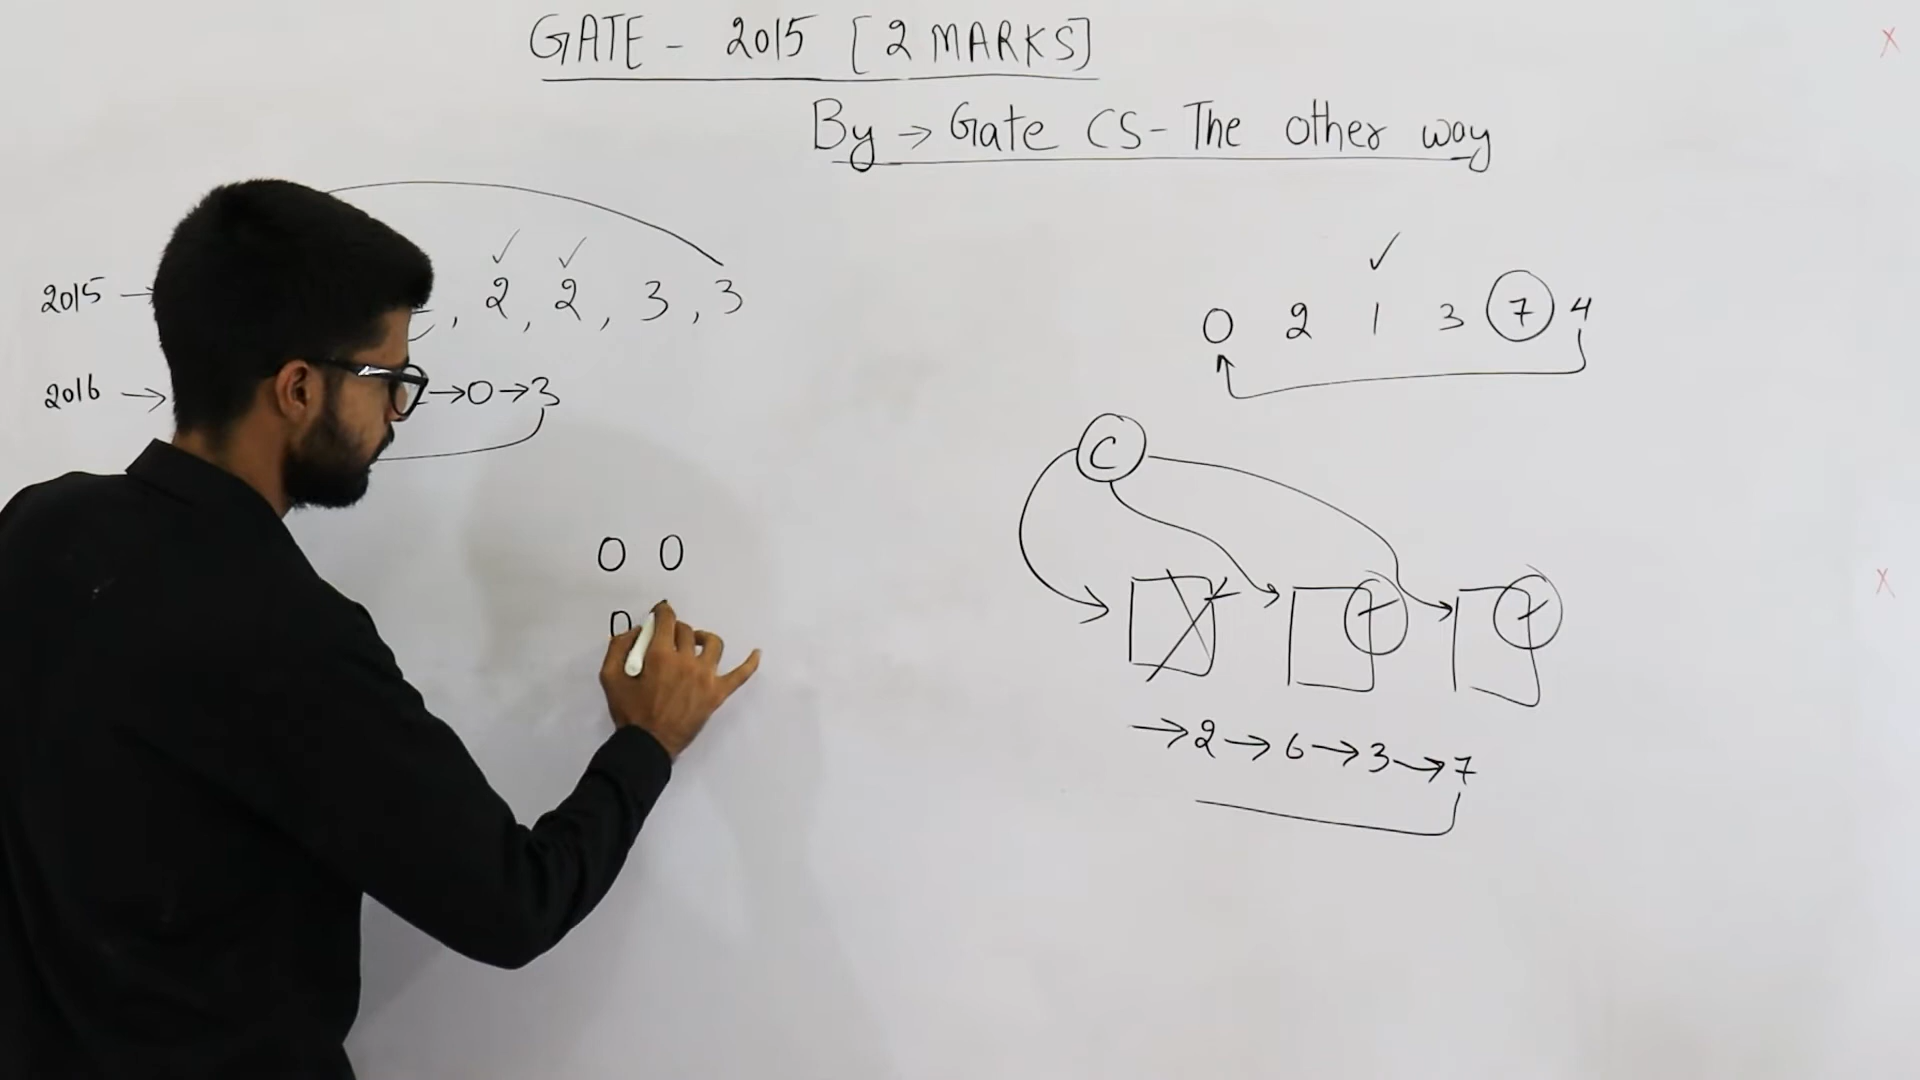 GATE - 2015 [2 MARKS]
By → Gate CS - The other way
2015 → , 2, 2, 3, 3
2016 → → 0 → 3
0 2 1 3 7 4
C
→ 2 → 6 → 3 → 7
0 0
0